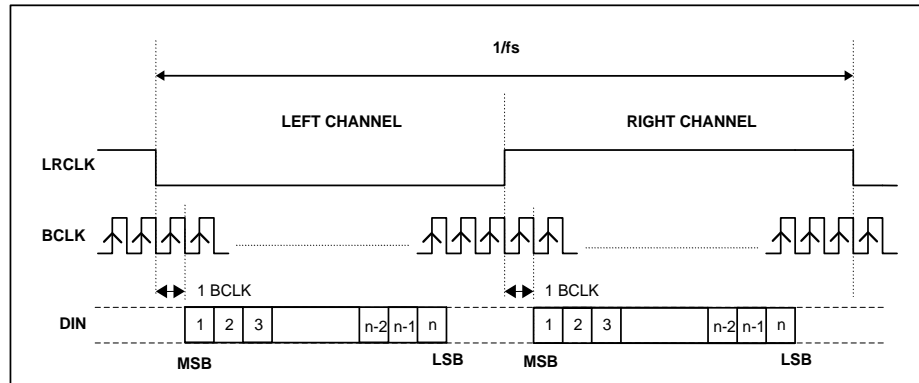 1/fs
LEFT CHANNEL RIGHT CHANNEL
LRCLK
BCLK
1 BCLK 1 BCLK
DIN 1 2 3 n-2 n-1 n 1 2 3 n-2 n-1 n
MSB LSB MSB LSB